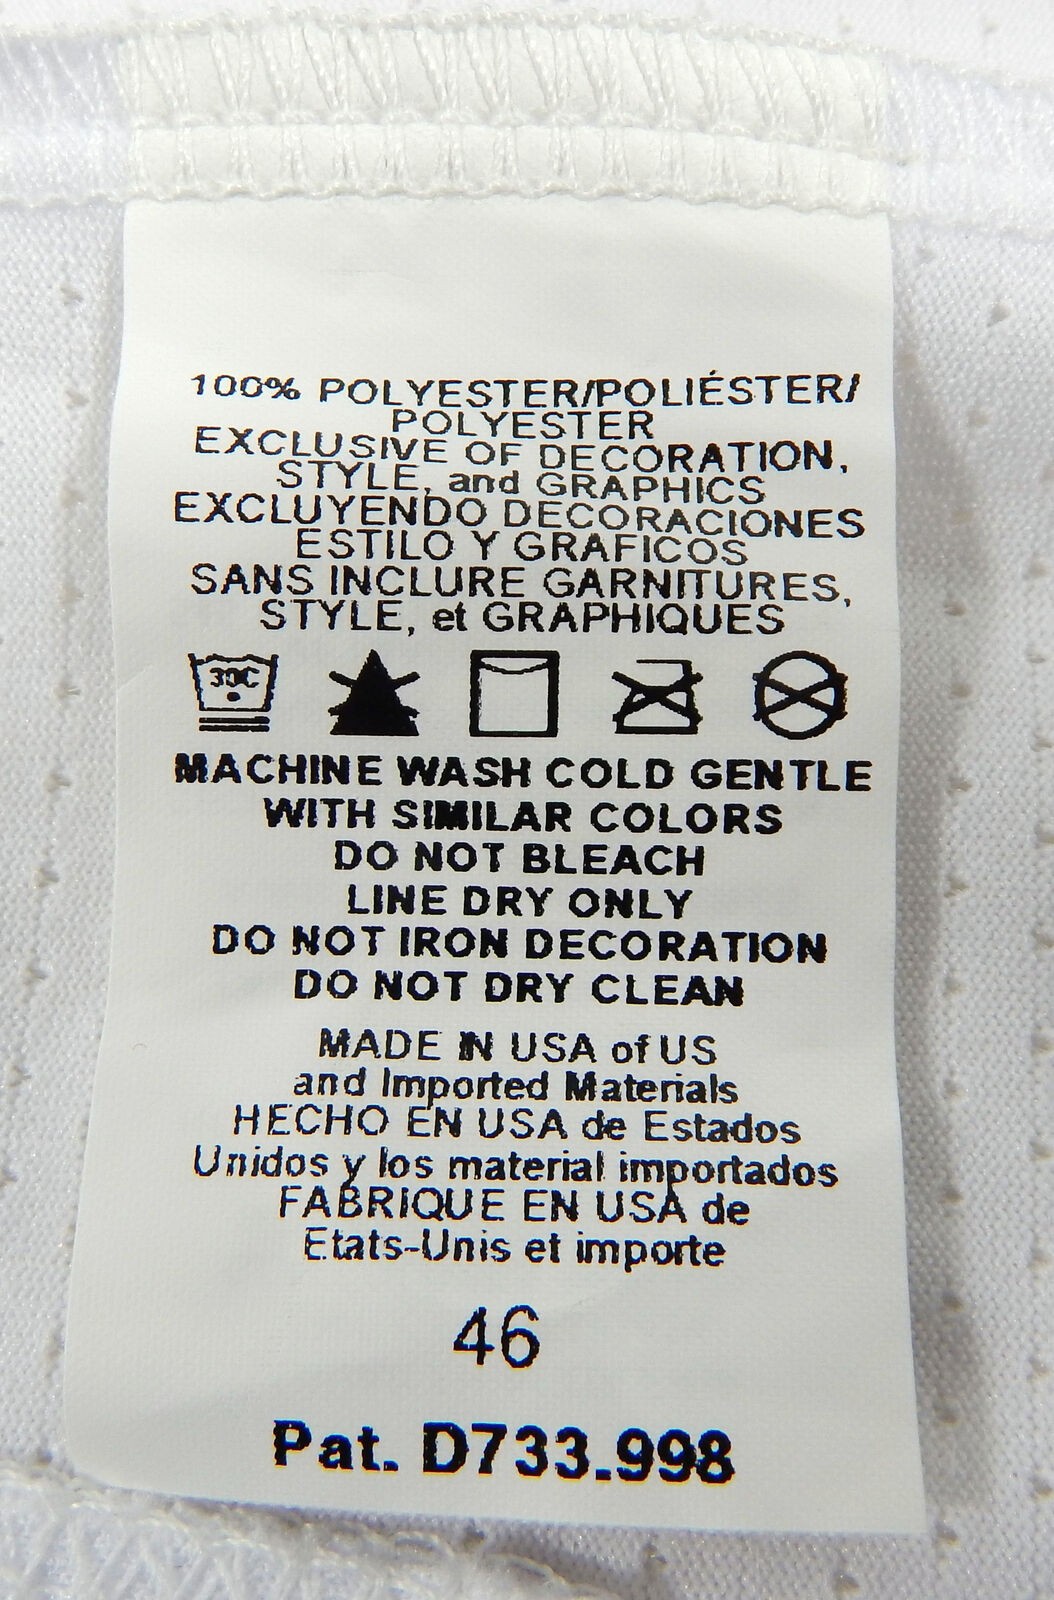 100% POLYESTER/POLIÉSTER/
POLYESTER
EXCLUSIVE OF DECORATION,
STYLE, and GRAPHICS
EXCLUYENDO DECORACIONES
ESTILO Y GRAFICOS
SANS INCLURE GARNITURES,
STYLE, et GRAPHIQUES
30C
MACHINE WASH COLD GENTLE
WITH SIMILAR COLORS
DO NOT BLEACH
LINE DRY ONLY
DO NOT IRON DECORATION
DO NOT DRY CLEAN
MADE IN USA of US
and Imported Materials
HECHO EN USA de Estados
Unidos y los material importados
FABRIQUE EN USA de
Etats-Unis et importe
46
Pat. D733.998